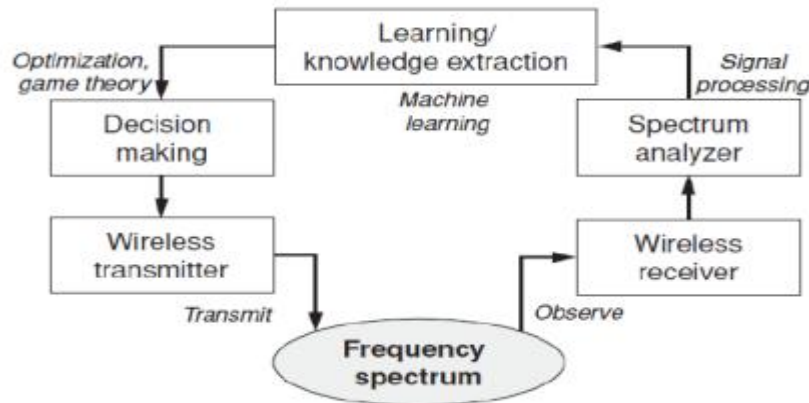 Learning/
knowledge extraction
Optimization,
game theory
Machine
learning
Signal
processing
Decision
making
Spectrum
analyzer
Wireless
transmitter
Wireless
receiver
Transmit
Observe
Frequency
spectrum